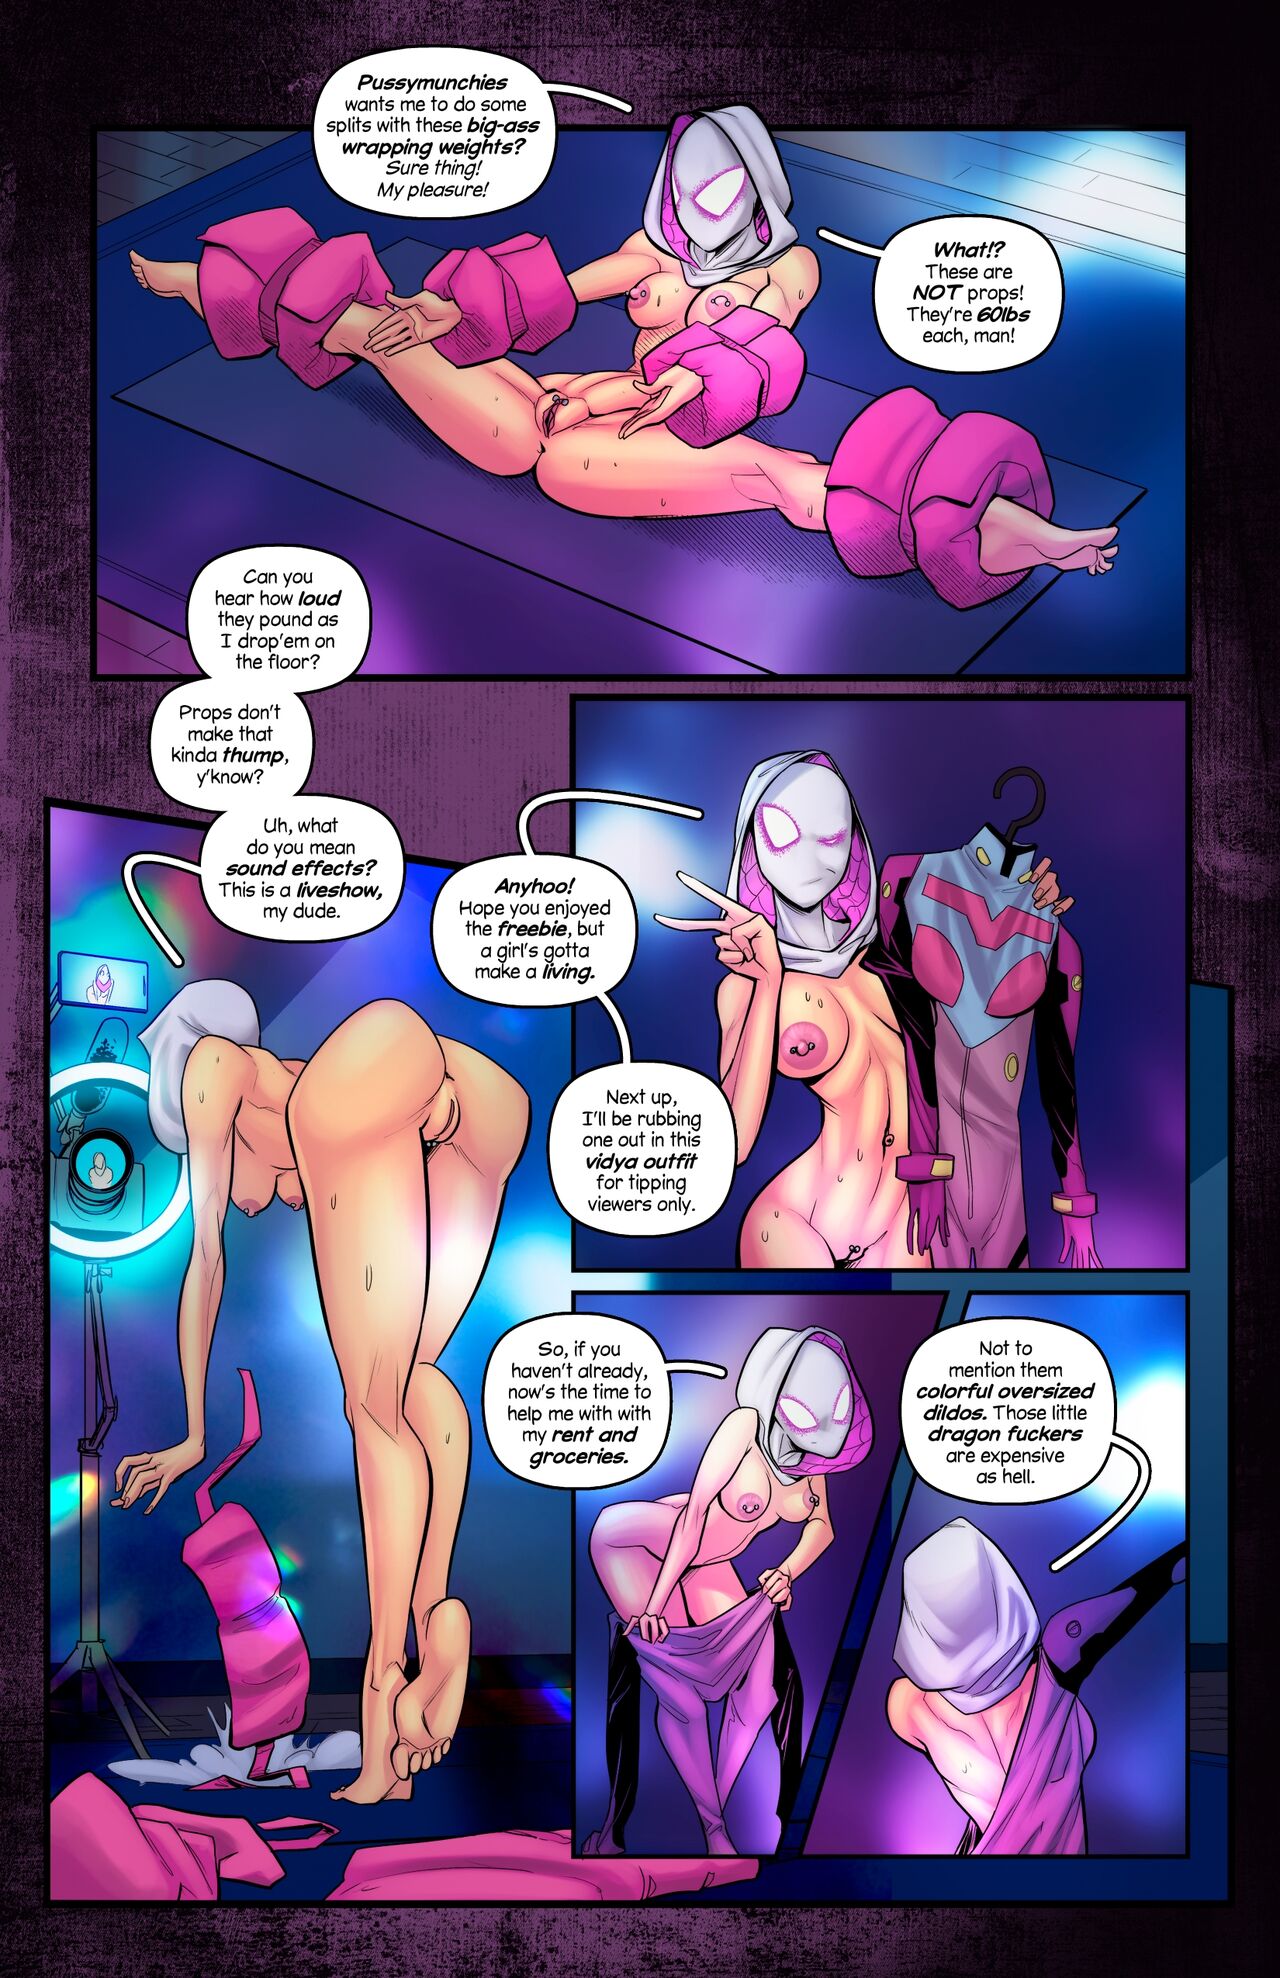 Pussymunchies
wants me to do some
splits with these big-ass
wrapping weights?
Sure thing!
My pleasure!
What!?
These are
NOT props!
They're 60lbs
each, man!
Can you
hear how loud
they pound as
I drop'em on
the floor?
Props don't
make that
kinda thump,
y'know?
Uh, what
do you mean
sound effects?
This is a liveshow,
my dude.
Anyhoo!
Hope you enjoyed
the freebie, but
a girl's gotta
make a living.
Next up,
I'll be rubbing
one out in this
vidya outfit
for tipping
viewers only.
So, if you
haven't already,
now's the time to
help me with with
my rent and
groceries.
Not to
mention them
colorful oversized
dildos. Those little
dragon fuckers
are expensive
as hell.